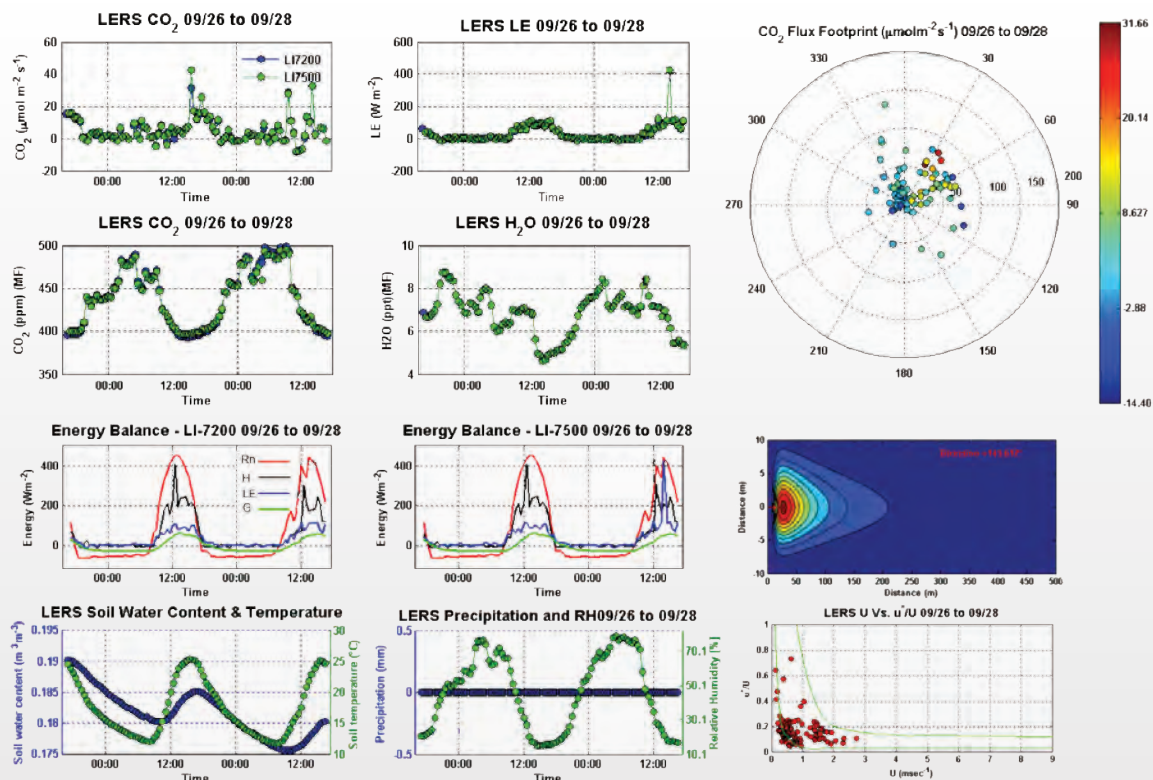 LERS CO2 09/26 to 09/28
CO2 (μmol m-2 s-1)
100
80
60
40
20
0
-20
LI7200
LI7500
00:00 12:00 00:00 12:00
Time
LERS LE 09/26 to 09/28
LE (W m-2)
600
400
200
0
-200
00:00 12:00 00:00 12:00
Time
CO2 Flux Footprint (μmolm-2s-1) 09/26 to 09/28
330
30
300
60
270
50 100 150 200
90
240
120
210
150
180
31.66
20.14
8.627
-2.88
-14.40
LERS CO2 09/26 to 09/28
CO2 (ppm) (MF)
500
450
400
350
00:00 12:00 00:00 12:00
Time
LERS H2O 09/26 to 09/28
H2O (ppt)(MF)
10
8
6
4
00:00 12:00 00:00 12:00
Time
Energy Balance - LI-7200 09/26 to 09/28
Energy (Wm-2)
400
200
0
Rn
H
LE
G
00:00 12:00 00:00 12:00
Time
Energy Balance - LI-7500 09/26 to 09/28
Energy (Wm-2)
400
200
0
00:00 12:00 00:00 12:00
Time
Distance (m)
10
5
0
-5
-10
0 50 100 150 200 250 300 350 400 450 500
Distance (m)
LERS Soil Water Content & Temperature
Soil water content (m3m-3)
0.195
0.19
0.185
0.18
0.175
Soil temperature (°C)
30
25
20
15
10
00:00 12:00 00:00 12:00
Time
LERS Precipitation and RH09/26 to 09/28
Precipitation (mm)
0.5
0
-0.5
Relative Humidity [%]
70.1
50.1
30.1
10.1
00:00 12:00 00:00 12:00
Time
LERS U Vs. u*/U 09/26 to 09/28
u*/U
1
0.8
0.6
0.4
0.2
0
0 1 2 3 4 5 6 7 8 9
U (msec-1)